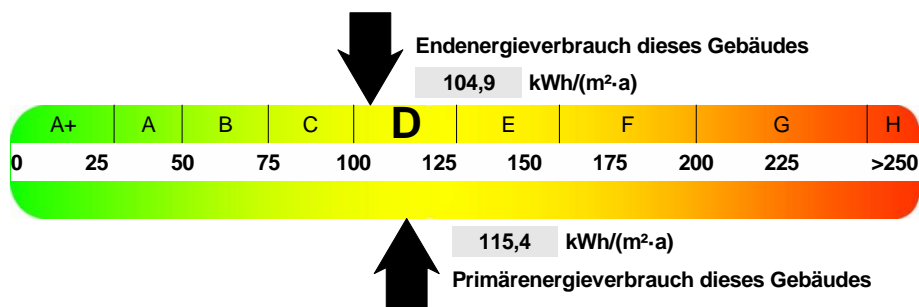 Endenergieverbrauch dieses Gebäudes
104,9 kWh/(m²·a)
A+ A B C D E F G H
0 25 50 75 100 125 150 175 200 225 >250
115,4 kWh/(m²·a)
Primärenergieverbrauch dieses Gebäudes